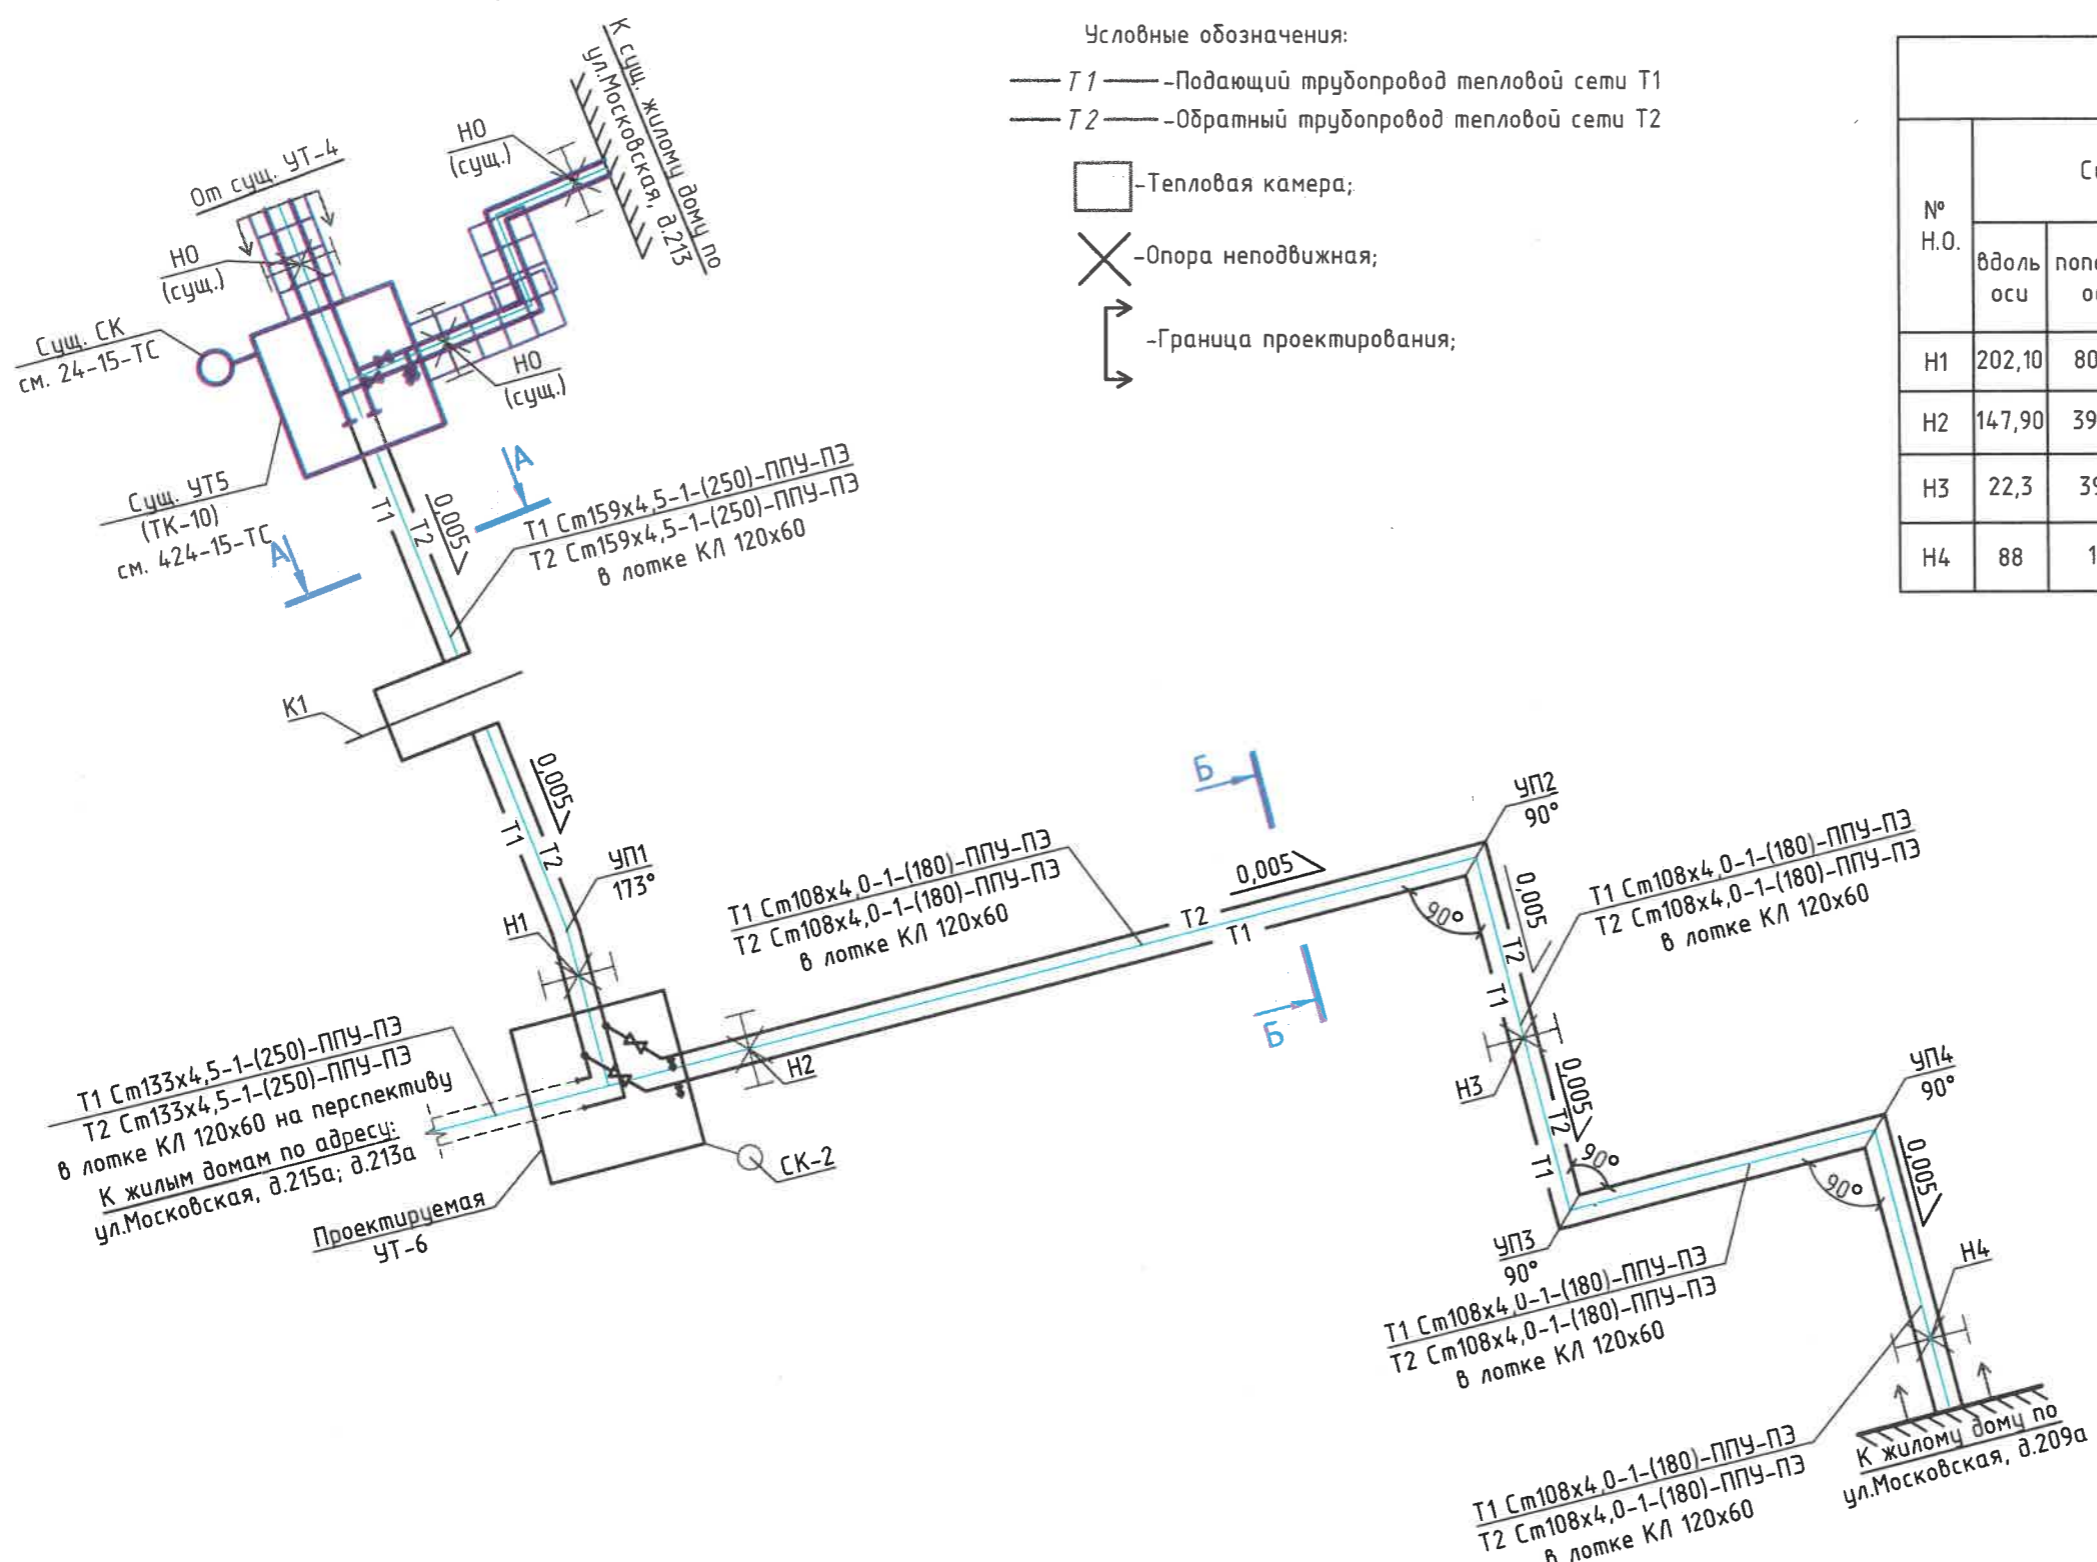 Условные обозначения:
Т1 -Подающий трубопровод тепловой сети Т1
Т2 -Обратный трубопровод тепловой сети Т2
-Тепловая камера;
-Опора неподвижная;
-Граница проектирования;
№
Н.О.
вдоль
оси
Н1 202,10 80
Н2 147,90 39
Н3 22,3 39
Н4 88 1
К сущ. жилому дому по
ул.Московская, д.213
НО
(сущ.)
От сущ. УТ-4
НО
(сущ.)
Сущ. СК
см. 24-15-ТС
НО
(сущ.)
Сущ. УТ5
(ТК-10)
см. 424-15-ТС
А
А
Т1
Т2
0,005
Т1 Ст159х4,5-1-(250)-ППУ-ПЭ
Т2 Ст159х4,5-1-(250)-ППУ-ПЭ
в лотке КЛ 120х60
К1
0,005
Т1
Т2
УП1
173°
Н1
Т1 Ст108х4,0-1-(180)-ППУ-ПЭ
Т2 Ст108х4,0-1-(180)-ППУ-ПЭ
в лотке КЛ 120х60
Б
Б
0,005
Т2
Т1
УП2
90°
90°
0,005
Т2
Т1
Т1 Ст108х4,0-1-(180)-ППУ-ПЭ
Т2 Ст108х4,0-1-(180)-ППУ-ПЭ
в лотке КЛ 120х60
Н2
Н3
0,005
Т2
Т1
90°
УП4
90°
90°
0,005
Т1 Ст133х4,5-1-(250)-ППУ-ПЭ
Т2 Ст133х4,5-1-(250)-ППУ-ПЭ
в лотке КЛ 120х60 на перспективу
К жилым домам по адресу:
ул.Московская, д.215а; д.213а
СК-2
Проектируемая
УТ-6
УП3
90°
Н4
Т1 Ст108х4,0-1-(180)-ППУ-ПЭ
Т2 Ст108х4,0-1-(180)-ППУ-ПЭ
в лотке КЛ 120х60
К жилому дому по
ул.Московская, д.209а
Т1 Ст108х4,0-1-(180)-ППУ-ПЭ
Т2 Ст108х4,0-1-(180)-ППУ-ПЭ
в лотке КЛ 120х60